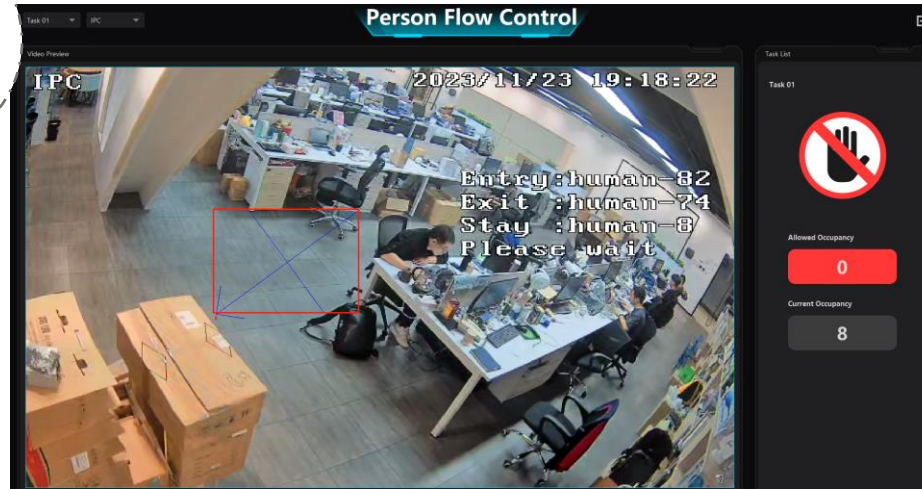 Task 01
IPC
Person Flow Control
Video Preview
Task List
IPC
2023/11/23 19:18:22
Entry:human-82
Exit :human-74
Stay :human-8
Please wait
Task 01
Allowed Occupancy
0
Current Occupancy
8